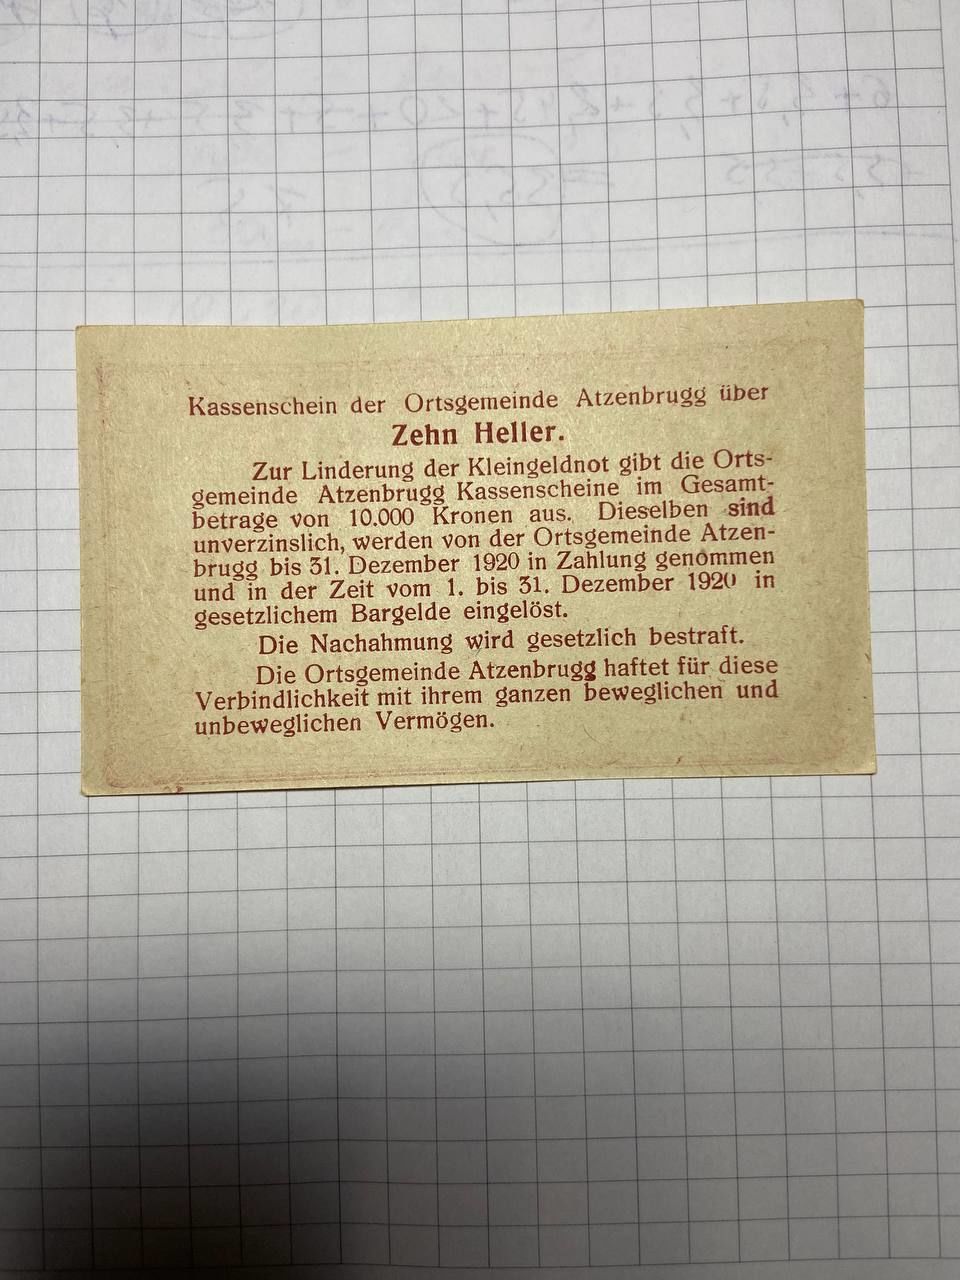 Kassenschein der Ortsgemeinde Atzenbrugg über
Zehn Heller.
Zur Linderung der Kleingeldnot gibt die Orts-
gemeinde Atzenbrugg Kassenscheine im Gesamt-
betrage von 10.000 Kronen aus. Dieselben sind
unverzinslich, werden von der Ortsgemeinde Atzen-
brugg bis 31. Dezember 1920 in Zahlung genommen
und in der Zeit vom 1. bis 31. Dezember 1920 in
gesetzlichem Bargelde eingelöst.
Die Nachahmung wird gesetzlich bestraft.
Die Ortsgemeinde Atzenbrugg haftet für diese
Verbindlichkeit mit ihrem ganzen beweglichen und
unbeweglichen Vermögen.